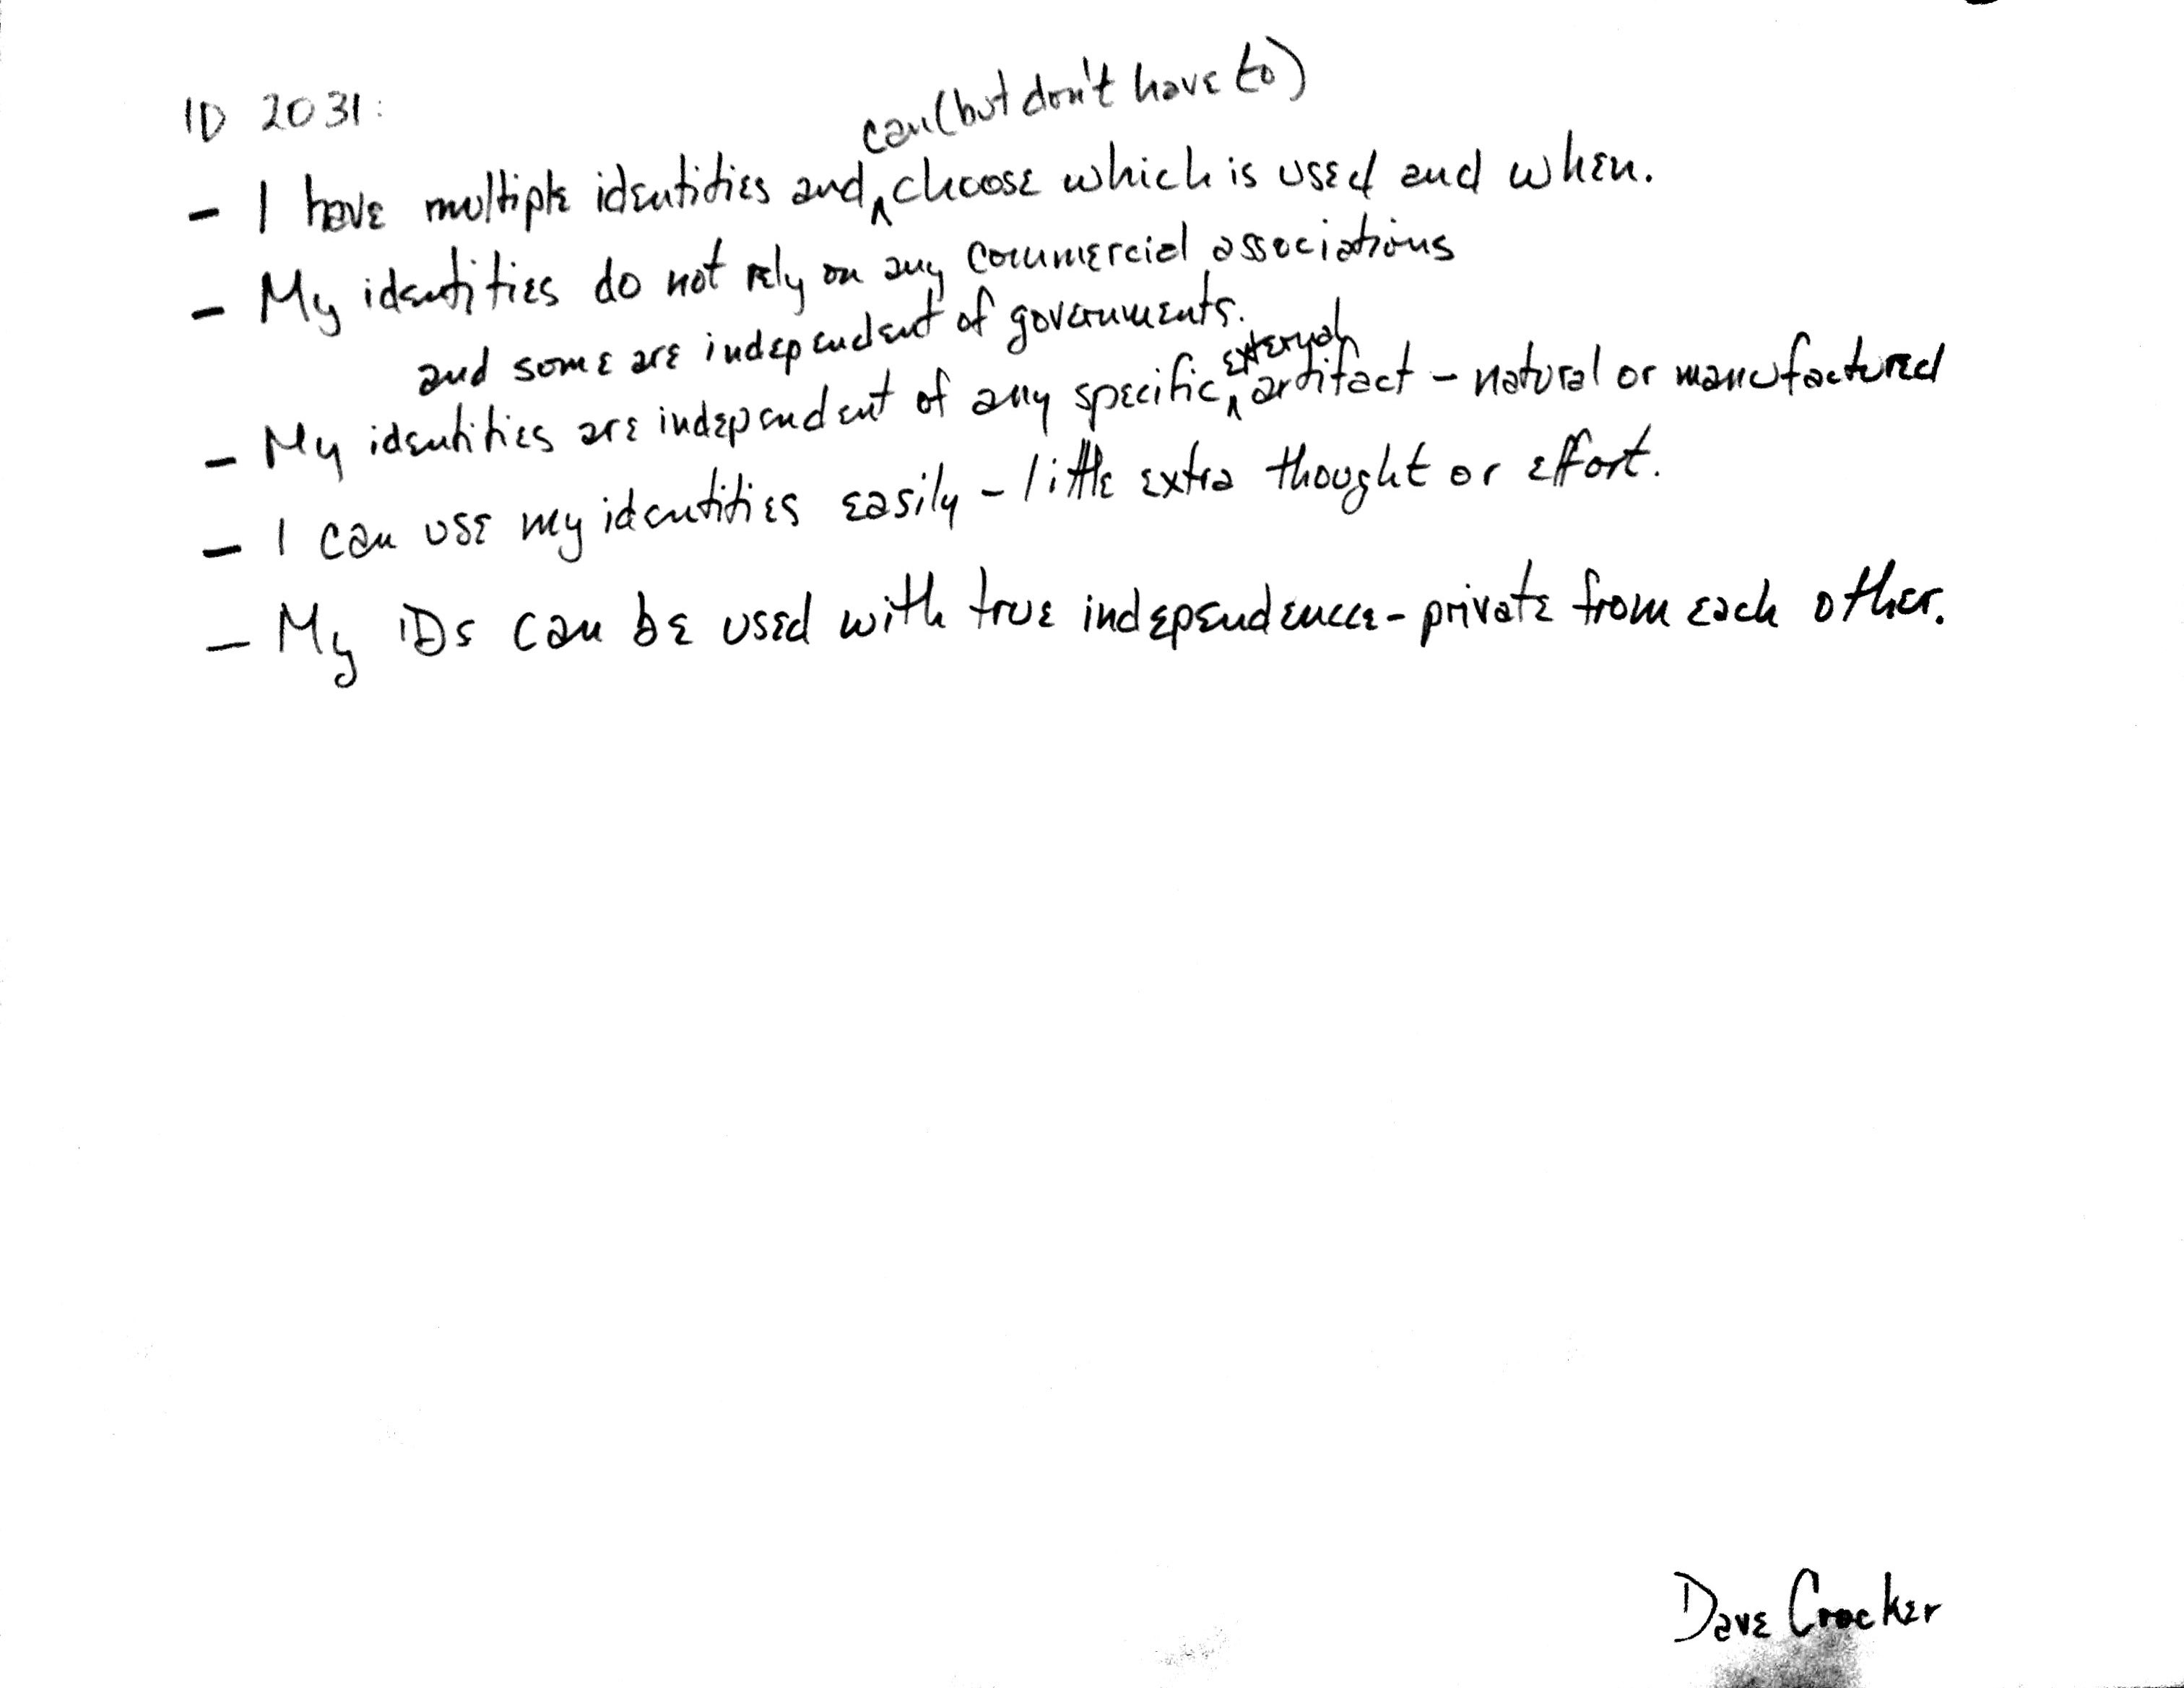 ID 2031:
can (but don't have to)
- I have multiple identities and ^ choose which is used and when.
- My identities do not rely on any commercial associations
and some are independent of governments.
external
- My identities are independent of any specific ^ artifact - natural or manufactured
- I can use my identities easily - little extra thought or effort.
- My IDs can be used with true independence - private from each other.
Dave Crocker